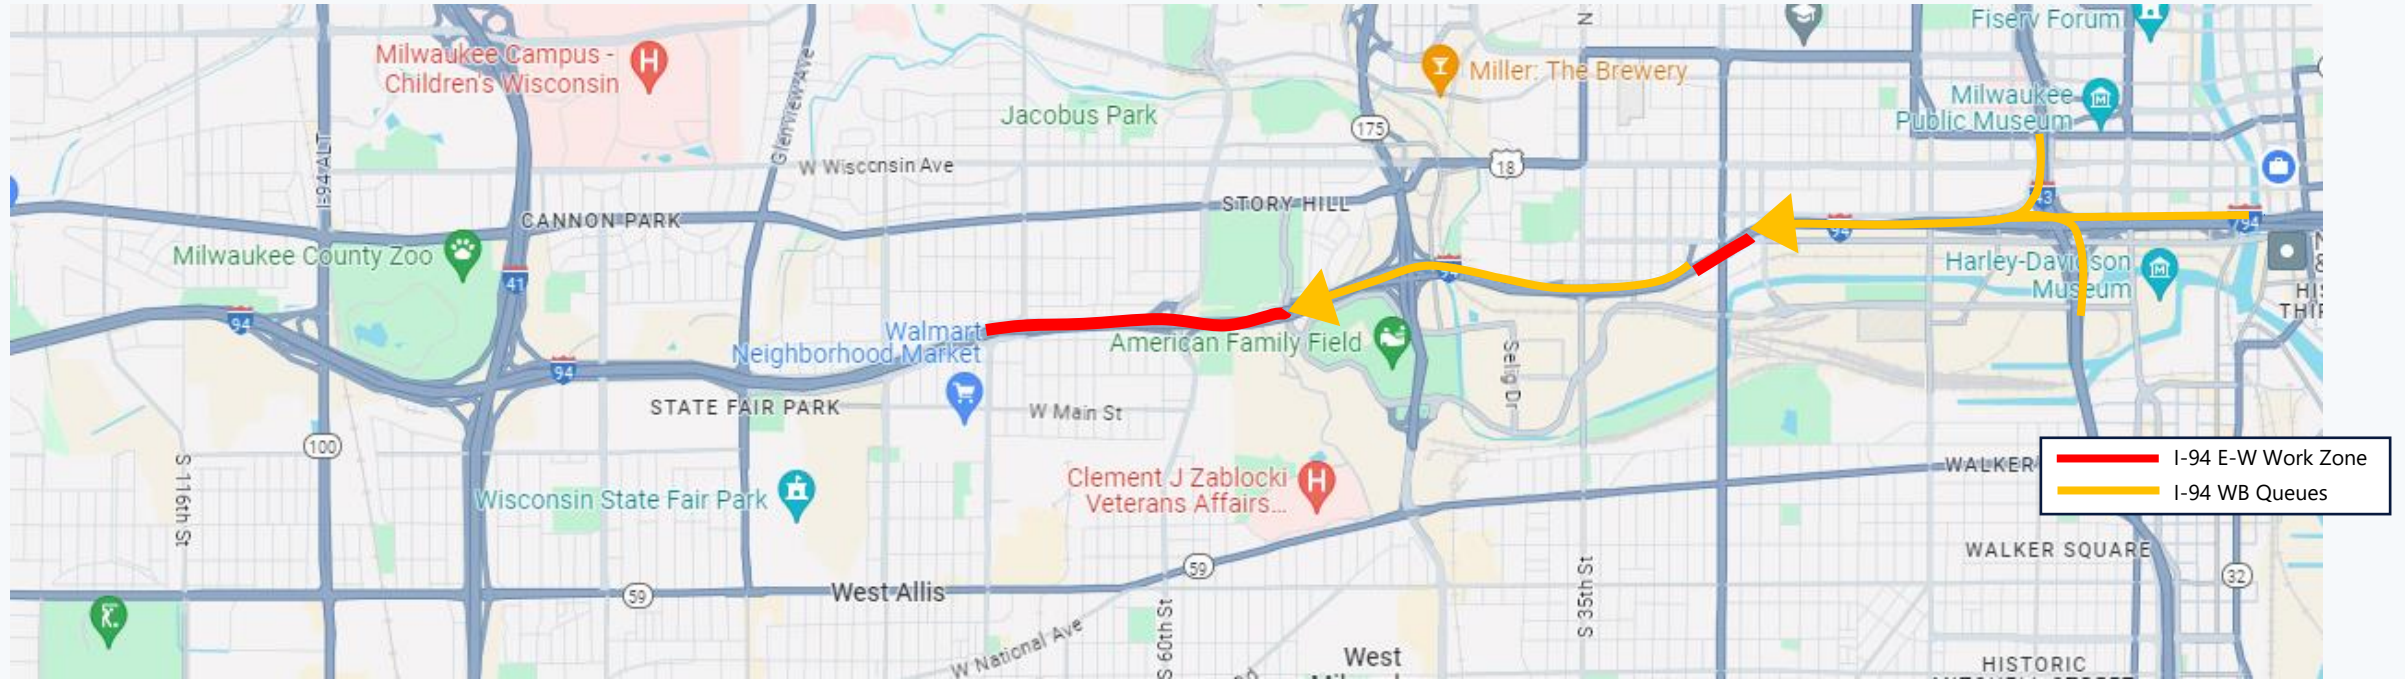 Milwaukee Campus -
Children's Wisconsin
Glenview Ave
N
Fiserv Forum
Miller: The Brewery
Milwaukee
Public Museum
Jacobus Park
175
I-94 ALT
W Wisconsin Ave
18
STORY HILL
43
CANNON PARK
94
794
Milwaukee County Zoo
41
94
Harley-Davidson
Museum
94
Walmart
Neighborhood Market
American Family Field
94
Selig Dr
STATE FAIR PARK
W Main St
100
S 116th St
Wisconsin State Fair Park
Clement J Zablocki
Veterans Affairs...
WALKER
I-94 E-W Work Zone
I-94 WB Queues
WALKER SQUARE
59
59
West Allis
S 60th St
S 35th St
32
W National Ave
West
HISTORIC